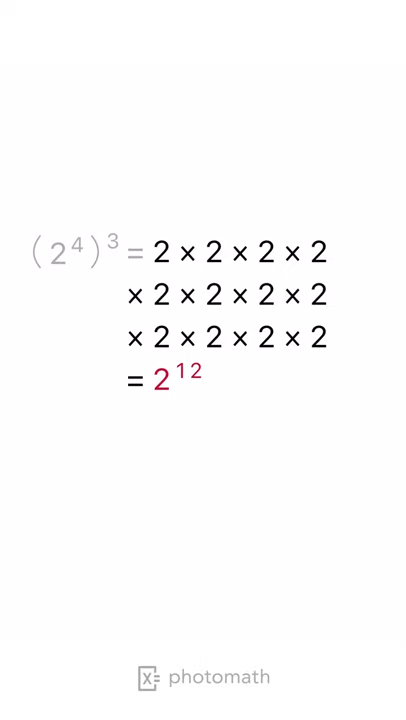 (2⁴)³ = 2 × 2 × 2 × 2
× 2 × 2 × 2 × 2
× 2 × 2 × 2 × 2
= 2¹²
photomath